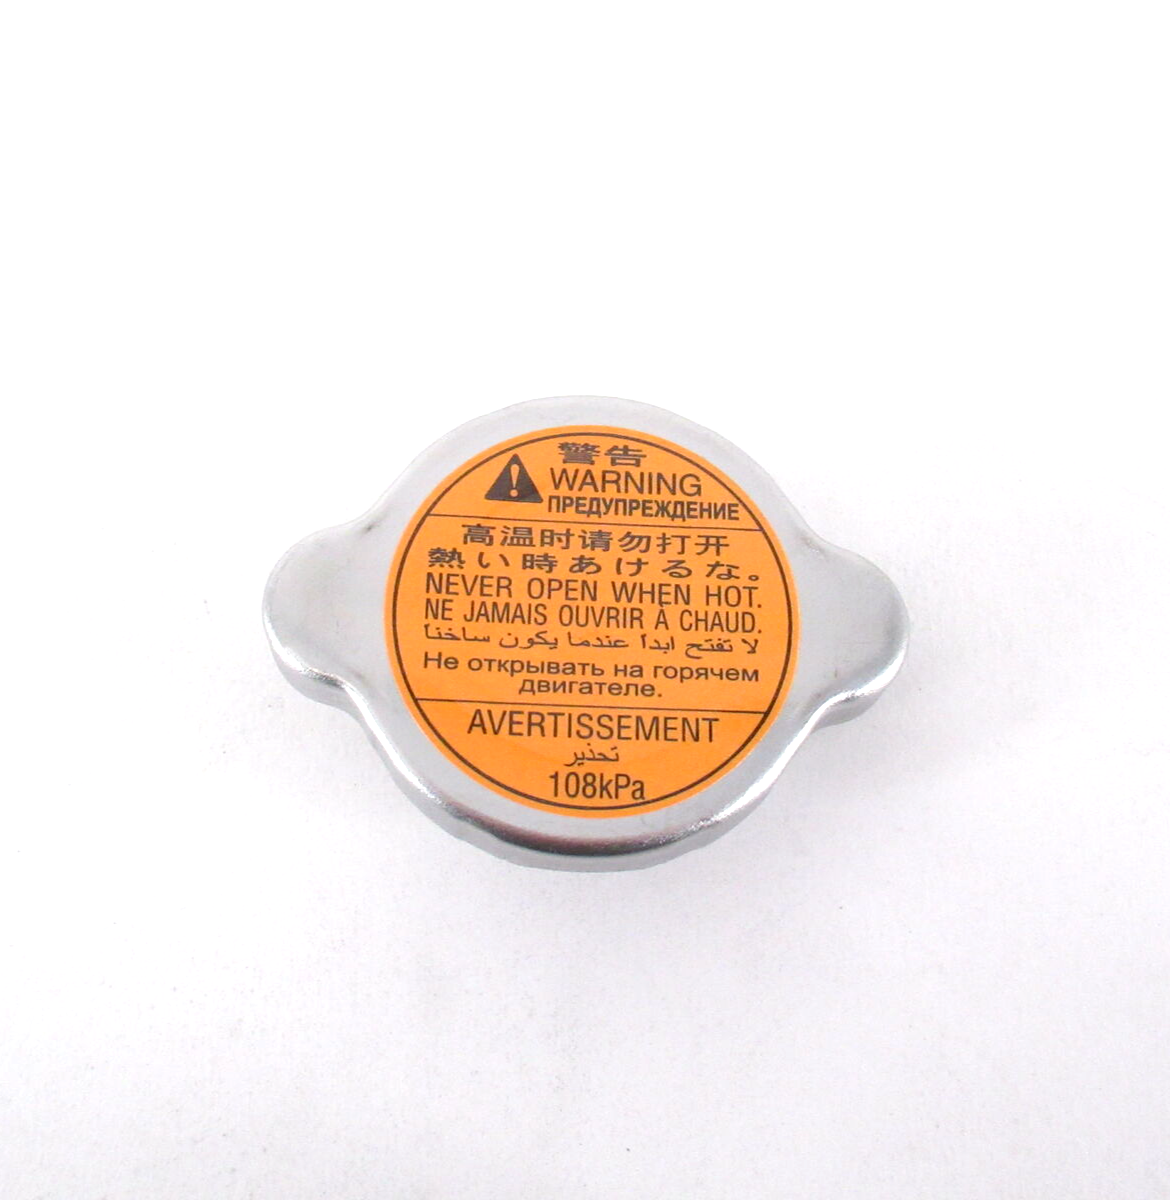 警告
WARNING
ПРЕДУПРЕЖДЕНИЕ
高温时请勿打开
熱い時あけるな。
NEVER OPEN WHEN HOT.
NE JAMAIS OUVRIR À CHAUD.
لا تفتح ابدا عندما يكون ساخنا
Не открывать на горячем
двигателе.
AVERTISSEMENT
تحذير
108kPa